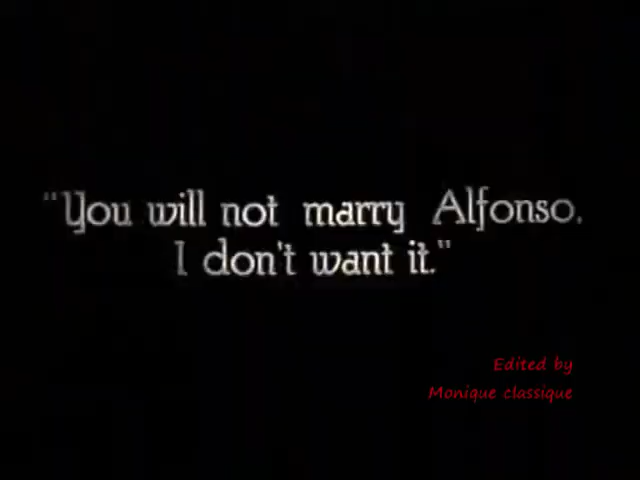 "You will not marry Alfonso.
I don't want it."
Edited by
Monique classique